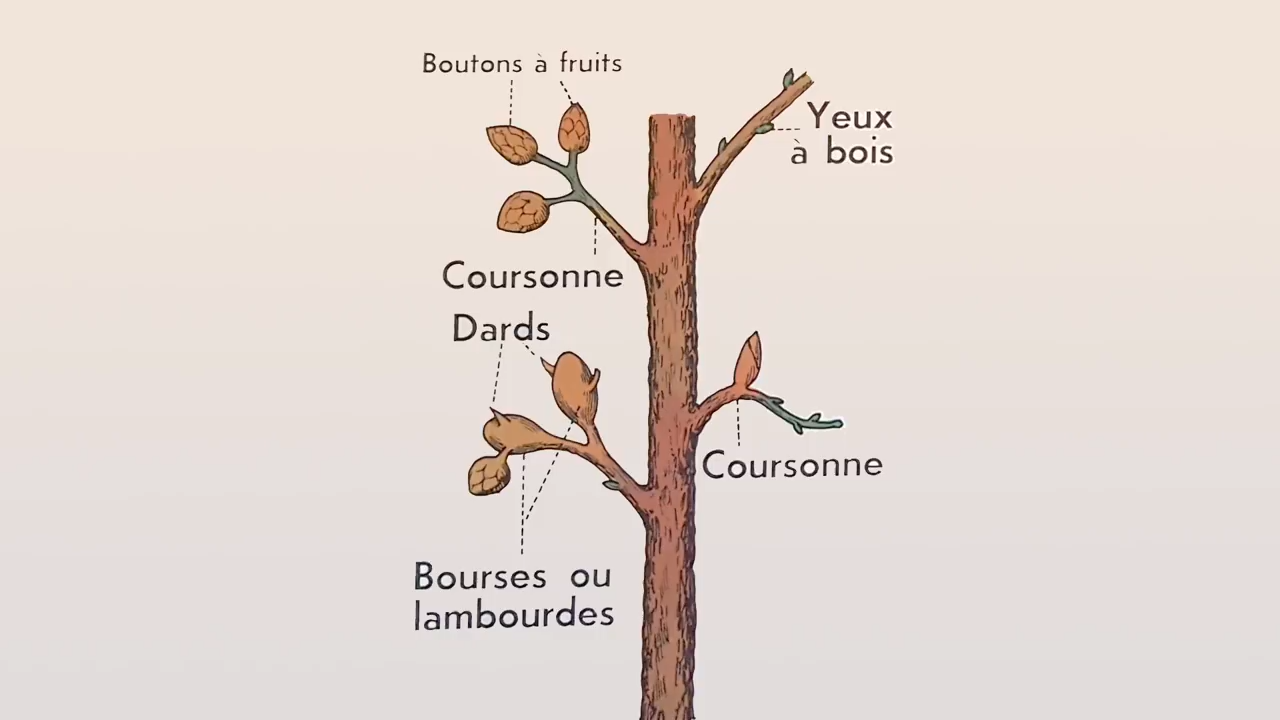 Boutons à fruits
Yeux
à bois
Coursonne
Dards
Coursonne
Bourses ou
lambourdes